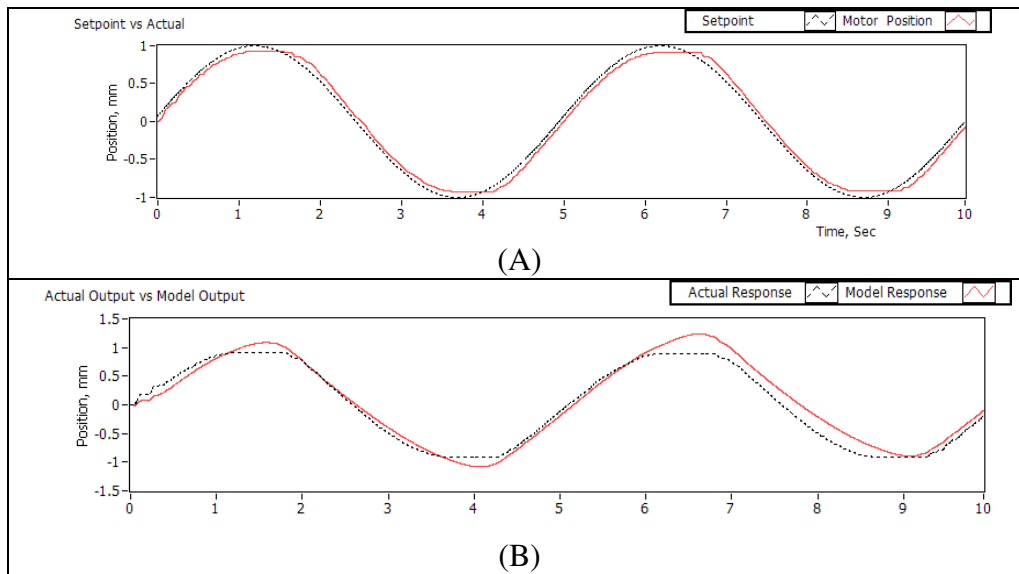 Setpoint vs Actual
Setpoint Motor Position
Position, mm
1
0.5
0
-0.5
-1
0 1 2 3 4 5 6 7 8 9 10
Time, Sec
(A)
Actual Output vs Model Output
Actual Response Model Response
Position, mm
1.5
1
0.5
0
-0.5
-1
-1.5
0 1 2 3 4 5 6 7 8 9 10
(B)